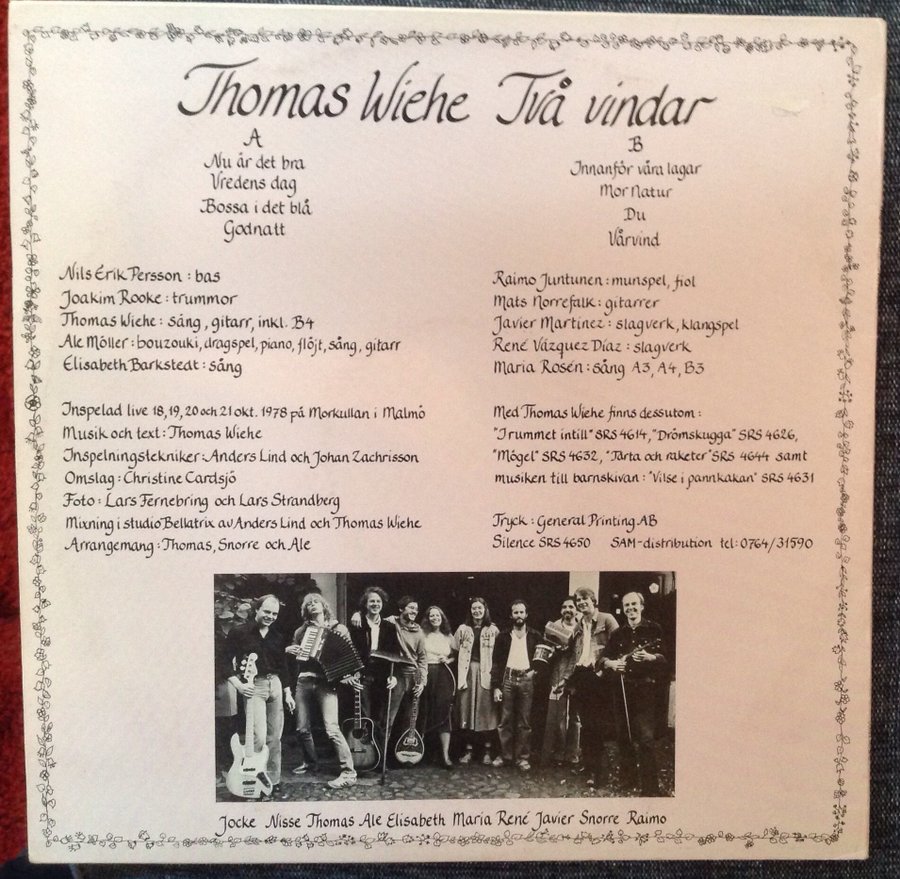 Thomas Wiehe Två vindar
A
Nu är det bra
Vredens dag
Bossa i det blå
Godnatt
B
Innanför våra lagar
Mor Natur
Du
Vårvind
Nils Erik Persson : bas
Joakim Rooke : trummor
Thomas Wiehe : sång, gitarr, inkl. B4
Ale Möller : bouzouki, dragspel, piano, flöjt, sång, gitarr
Elisabeth Barkstedt : sång
Raimo Juntunen : munspel, fiol
Mats Norrefalk : gitarrer
Javier Martinez : slagverk, klangspel
René Vázquez Díaz : slagverk
Maria Rosén : sång A3, A4, B3
Inspelad live 18, 19, 20 och 21 okt. 1978 på Morkullan i Malmö
Musik och text : Thomas Wiehe
Inspelningstekniker : Anders Lind och Johan Zachrisson
Omslag : Christine Cardsjö
Foto : Lars Fernebring och Lars Strandberg
Mixning i studio Bellatrix av Anders Lind och Thomas Wiehe
Arrangemang : Thomas, Snorre och Ale
Med Thomas Wiehe finns dessutom :
"I rummet intill" SRS 4614, "Drömskugga" SRS 4626,
"Mögel" SRS 4632, "Tårta och raketer" SRS 4644 samt
musiken till barnskivan : "Vilse i pannkakan" SRS 4631
Tryck : General Printing AB
Silence SRS 4650 SAM-distribution tel: 0764/31590
Jocke Nisse Thomas Ale Elisabeth Maria René Javier Snorre Raimo